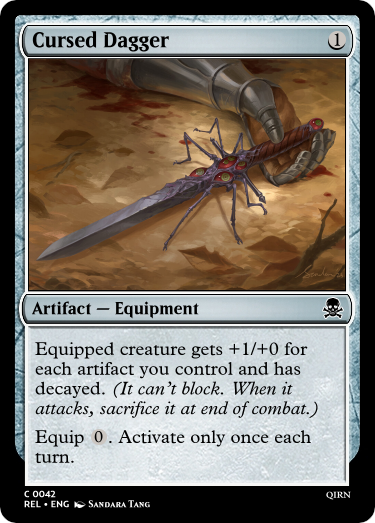 Cursed Dagger 1
Artifact — Equipment
Equipped creature gets +1/+0 for
each artifact you control and has
decayed. (It can't block. When it
attacks, sacrifice it at end of combat.)
Equip 0. Activate only once each
turn.
C 0042
REL • ENG Sandara Tang
QIRN